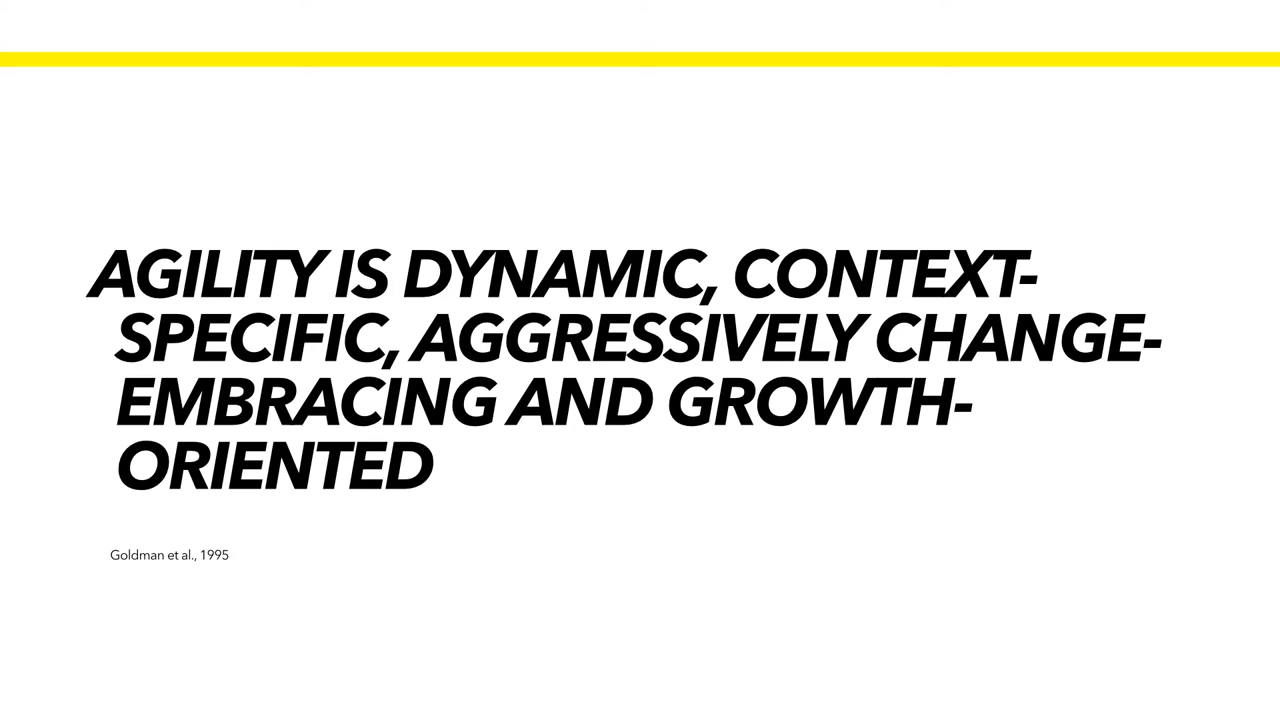 AGILITY IS DYNAMIC, CONTEXT-
SPECIFIC, AGGRESSIVELY CHANGE-
EMBRACING AND GROWTH-
ORIENTED
Goldman et al., 1995